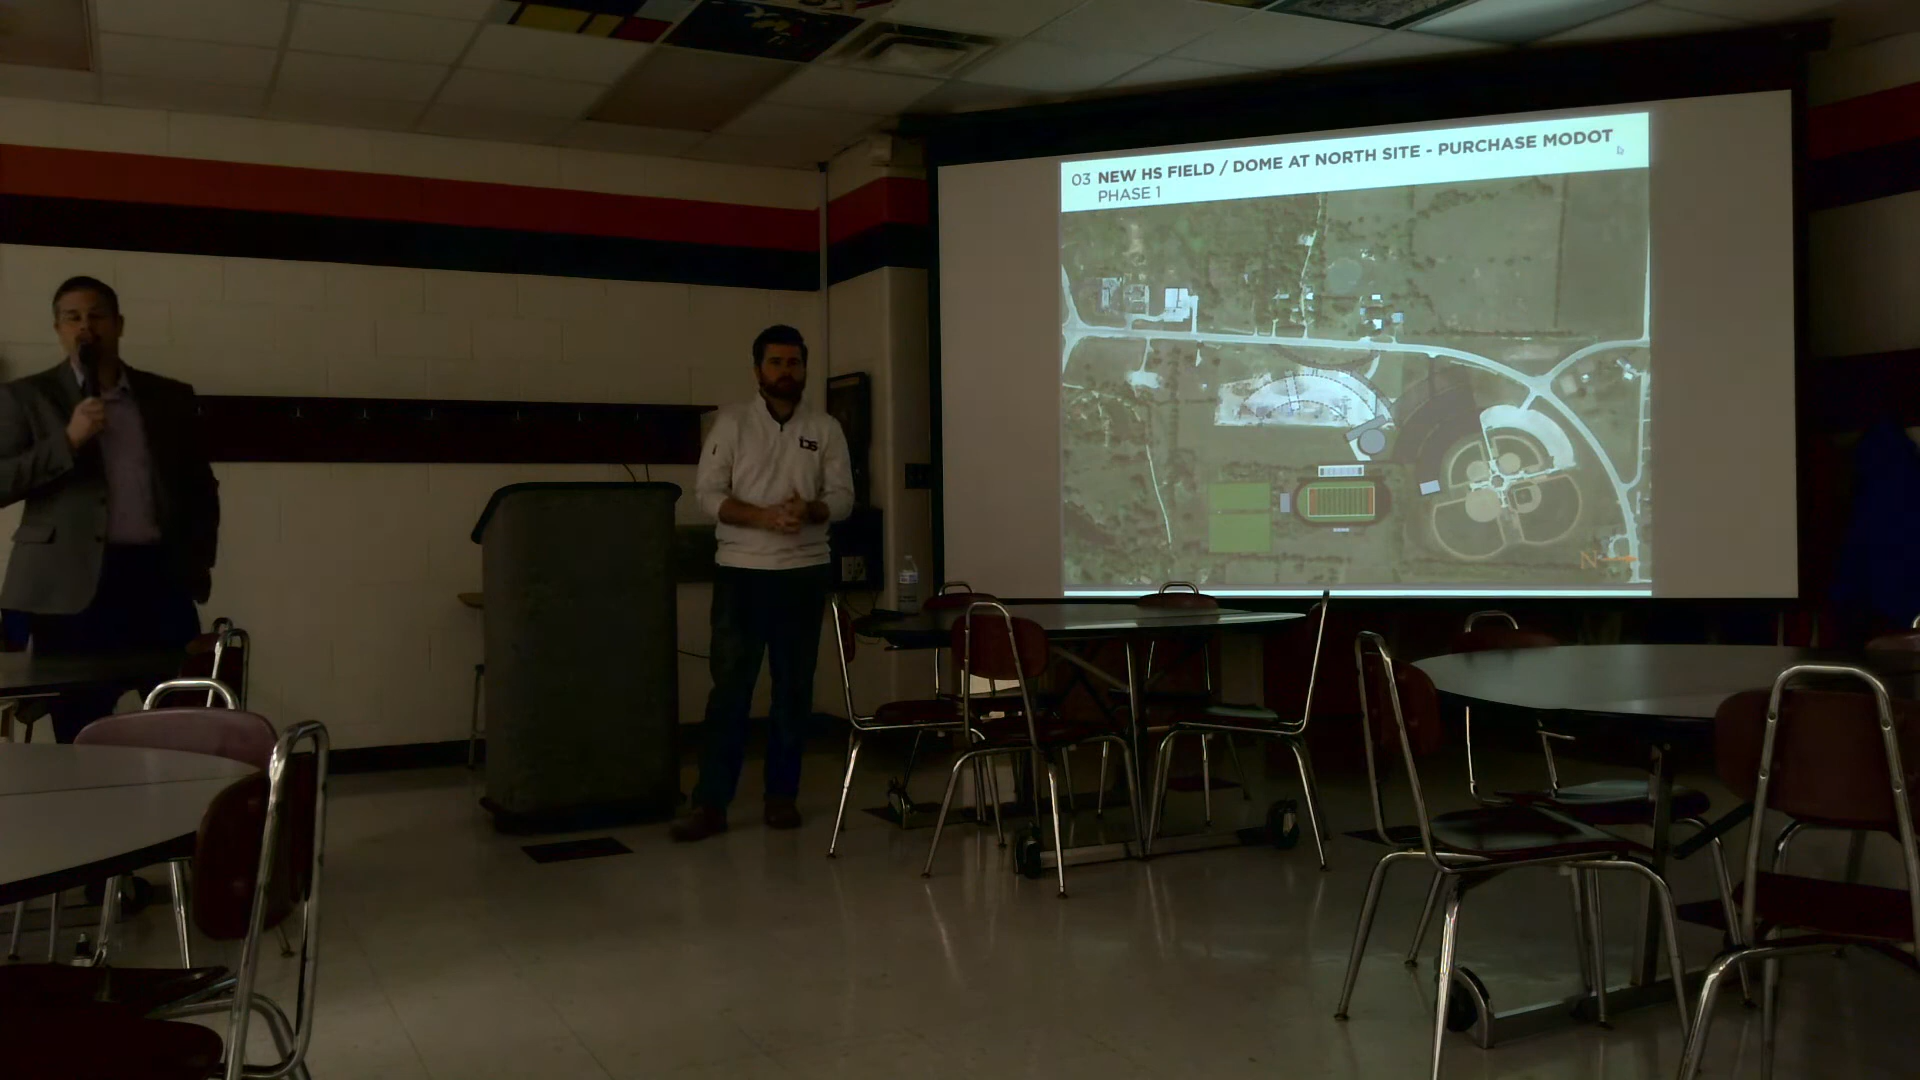 03 NEW HS FIELD / DOME AT NORTH SITE - PURCHASE MODOT
PHASE 1
N